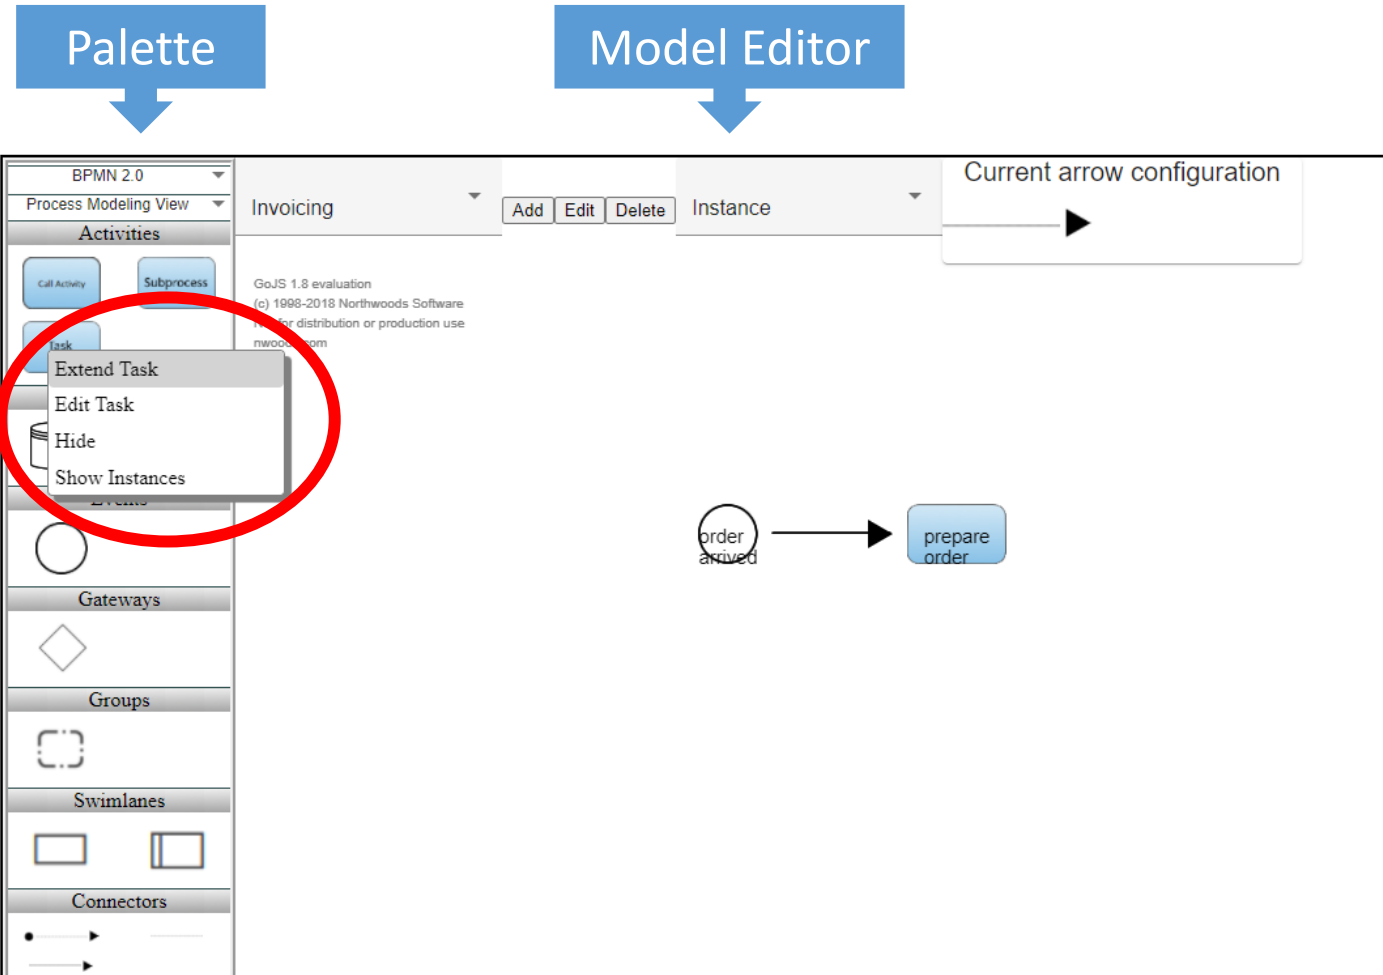 Palette
Model Editor
BPMN 2.0
Process Modeling View
Activities
Call Activity
Subprocess
Task
Extend Task
Edit Task
Hide
Show Instances
Events
Gateways
Groups
Swimlanes
Connectors
Invoicing
Add
Edit
Delete
Instance
Current arrow configuration
GoJS 1.8 evaluation
(c) 1998-2018 Northwoods Software
for distribution or production use
order
arrived
prepare
order